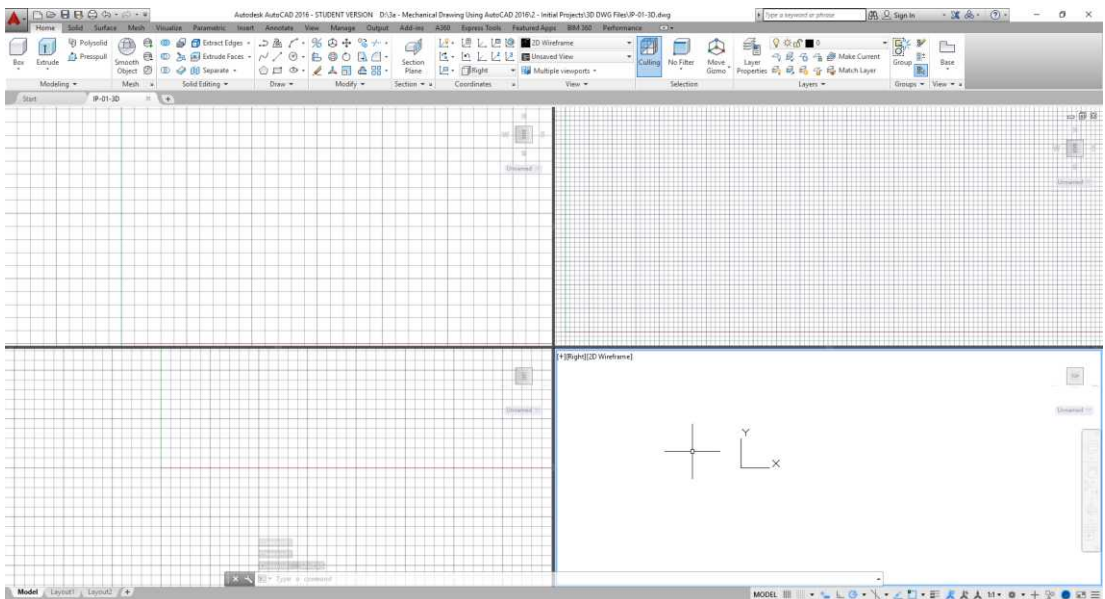 Autodesk AutoCAD 2016 - STUDENT VERSION D:\3a - Mechanical Drawing Using AutoCAD 2016\2 - Initial Projects\3D DWG Files\IP-01-3D.dwg
Type a keyword or phrase
Sign In
Home Solid Surface Mesh Visualize Parametric Insert Annotate View Manage Output Add-ins A360 Express Tools Featured Apps BIM 360 Performance
Polysolid Extract Edges 2D Wireframe 0
Presspull Extrude Faces Unsaved View Make Current
Box Extrude Smooth Object Separate Section Plane Right Multiple viewports Culling No Filter Move Gizmo Layer Properties Match Layer Group Base
Modeling Mesh Solid Editing Draw Modify Section Coordinates View Selection Layers Groups View
Start IP-01-3D
Unnamed
Unnamed
[+][Right][2D Wireframe]
Unnamed
Unnamed
Y
X
Type a command
Model Layout1 Layout2 +
MODEL 1:1